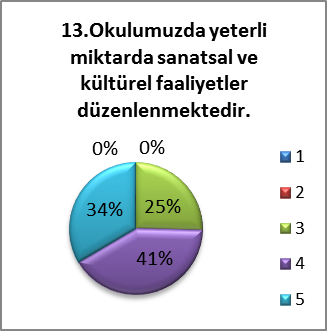 13.Okulumuzda yeterli
miktarda sanatsal ve
kültürel faaliyetler
düzenlenmektedir.
0% 0%
34% 25%
41%
1
2
3
4
5